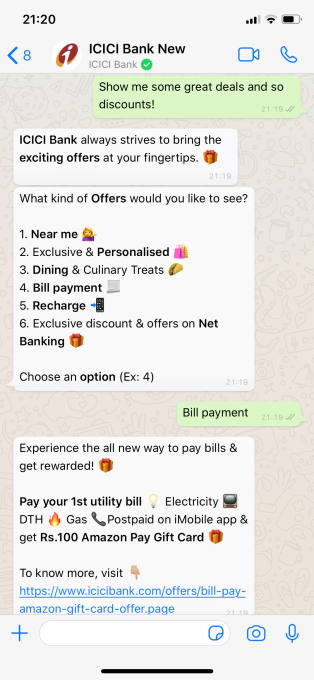 21:20
8
ICICI Bank New
ICICI Bank
Show me some great deals and so
discounts!
21:19
ICICI Bank always strives to bring the
exciting offers at your fingertips. 🎁
21:19
What kind of Offers would you like to see?
1. Near me 💁‍♀️
2. Exclusive & Personalised 🛍️
3. Dining & Culinary Treats 🌮
4. Bill payment 🧾
5. Recharge 📲
6. Exclusive discount & offers on Net
Banking 🎁
Choose an option (Ex: 4)
21:19
Bill payment
21:19
Experience the all new way to pay bills &
get rewarded! 🎁
Pay your 1st utility bill 💡 Electricity 📺
DTH 🔥 Gas 📞Postpaid on iMobile app &
get Rs.100 Amazon Pay Gift Card 🎁
To know more, visit 👇🏼
https://www.icicibank.com/offers/bill-pay-
amazon-gift-card-offer.page
21:19